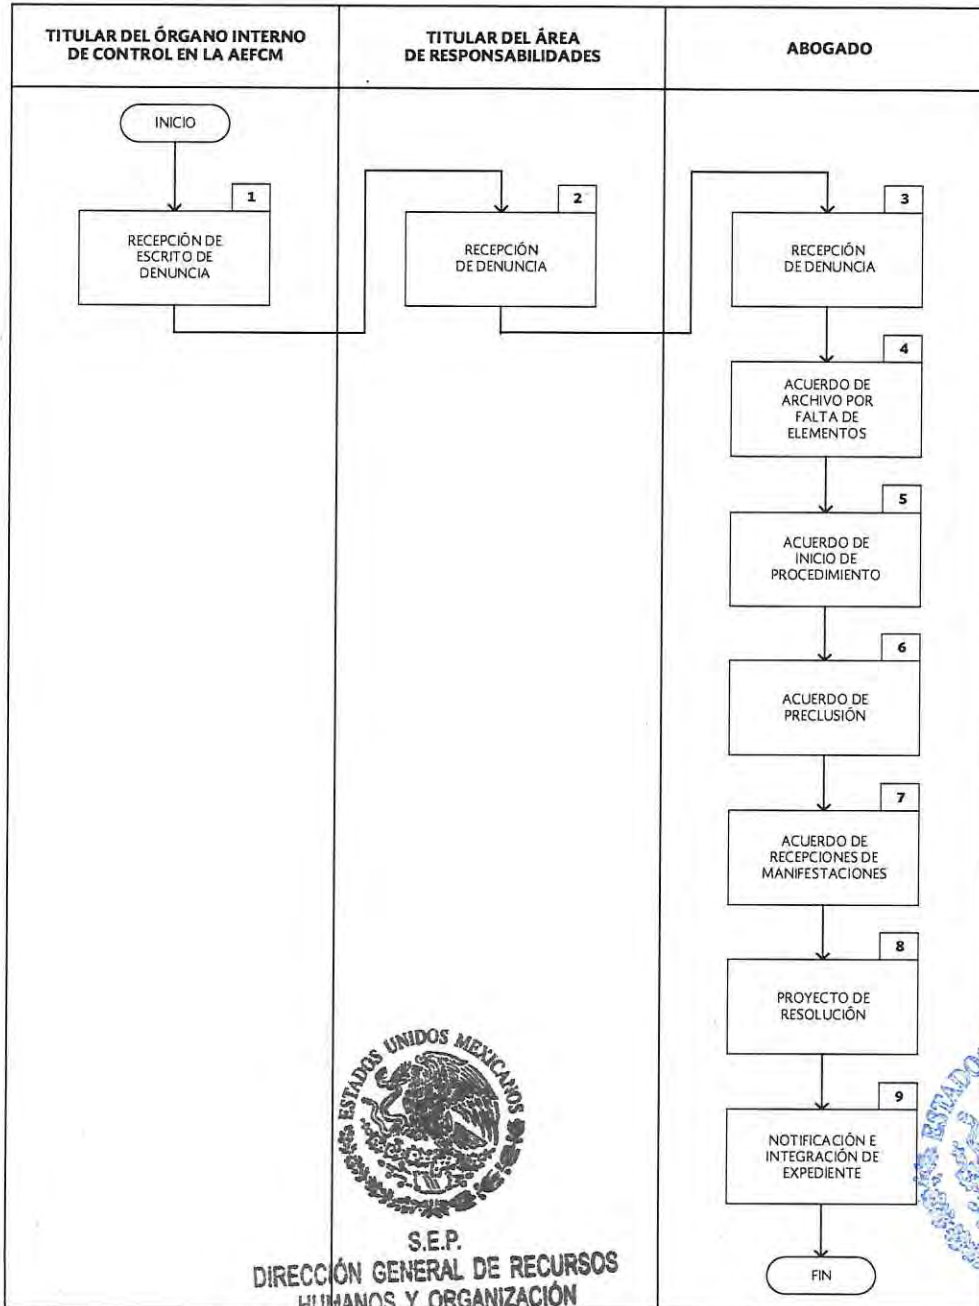 TITULAR DEL ÓRGANO INTERNO
DE CONTROL EN LA AEFCM
TITULAR DEL ÁREA
DE RESPONSABILIDADES
ABOGADO
INICIO
1
RECEPCIÓN DE
ESCRITO DE
DENUNCIA
2
RECEPCIÓN
DE DENUNCIA
3
RECEPCIÓN
DE DENUNCIA
4
ACUERDO DE
ARCHIVO POR
FALTA DE
ELEMENTOS
5
ACUERDO DE
INICIO DE
PROCEDIMIENTO
6
ACUERDO DE
PRECLUSIÓN
7
ACUERDO DE
RECEPCIONES DE
MANIFESTACIONES
8
PROYECTO DE
RESOLUCIÓN
9
NOTIFICACIÓN E
INTEGRACIÓN DE
EXPEDIENTE
FIN
ESTADOS UNIDOS MEXICANOS
S.E.P.
DIRECCIÓN GENERAL DE RECURSOS
HUMANOS Y ORGANIZACIÓN